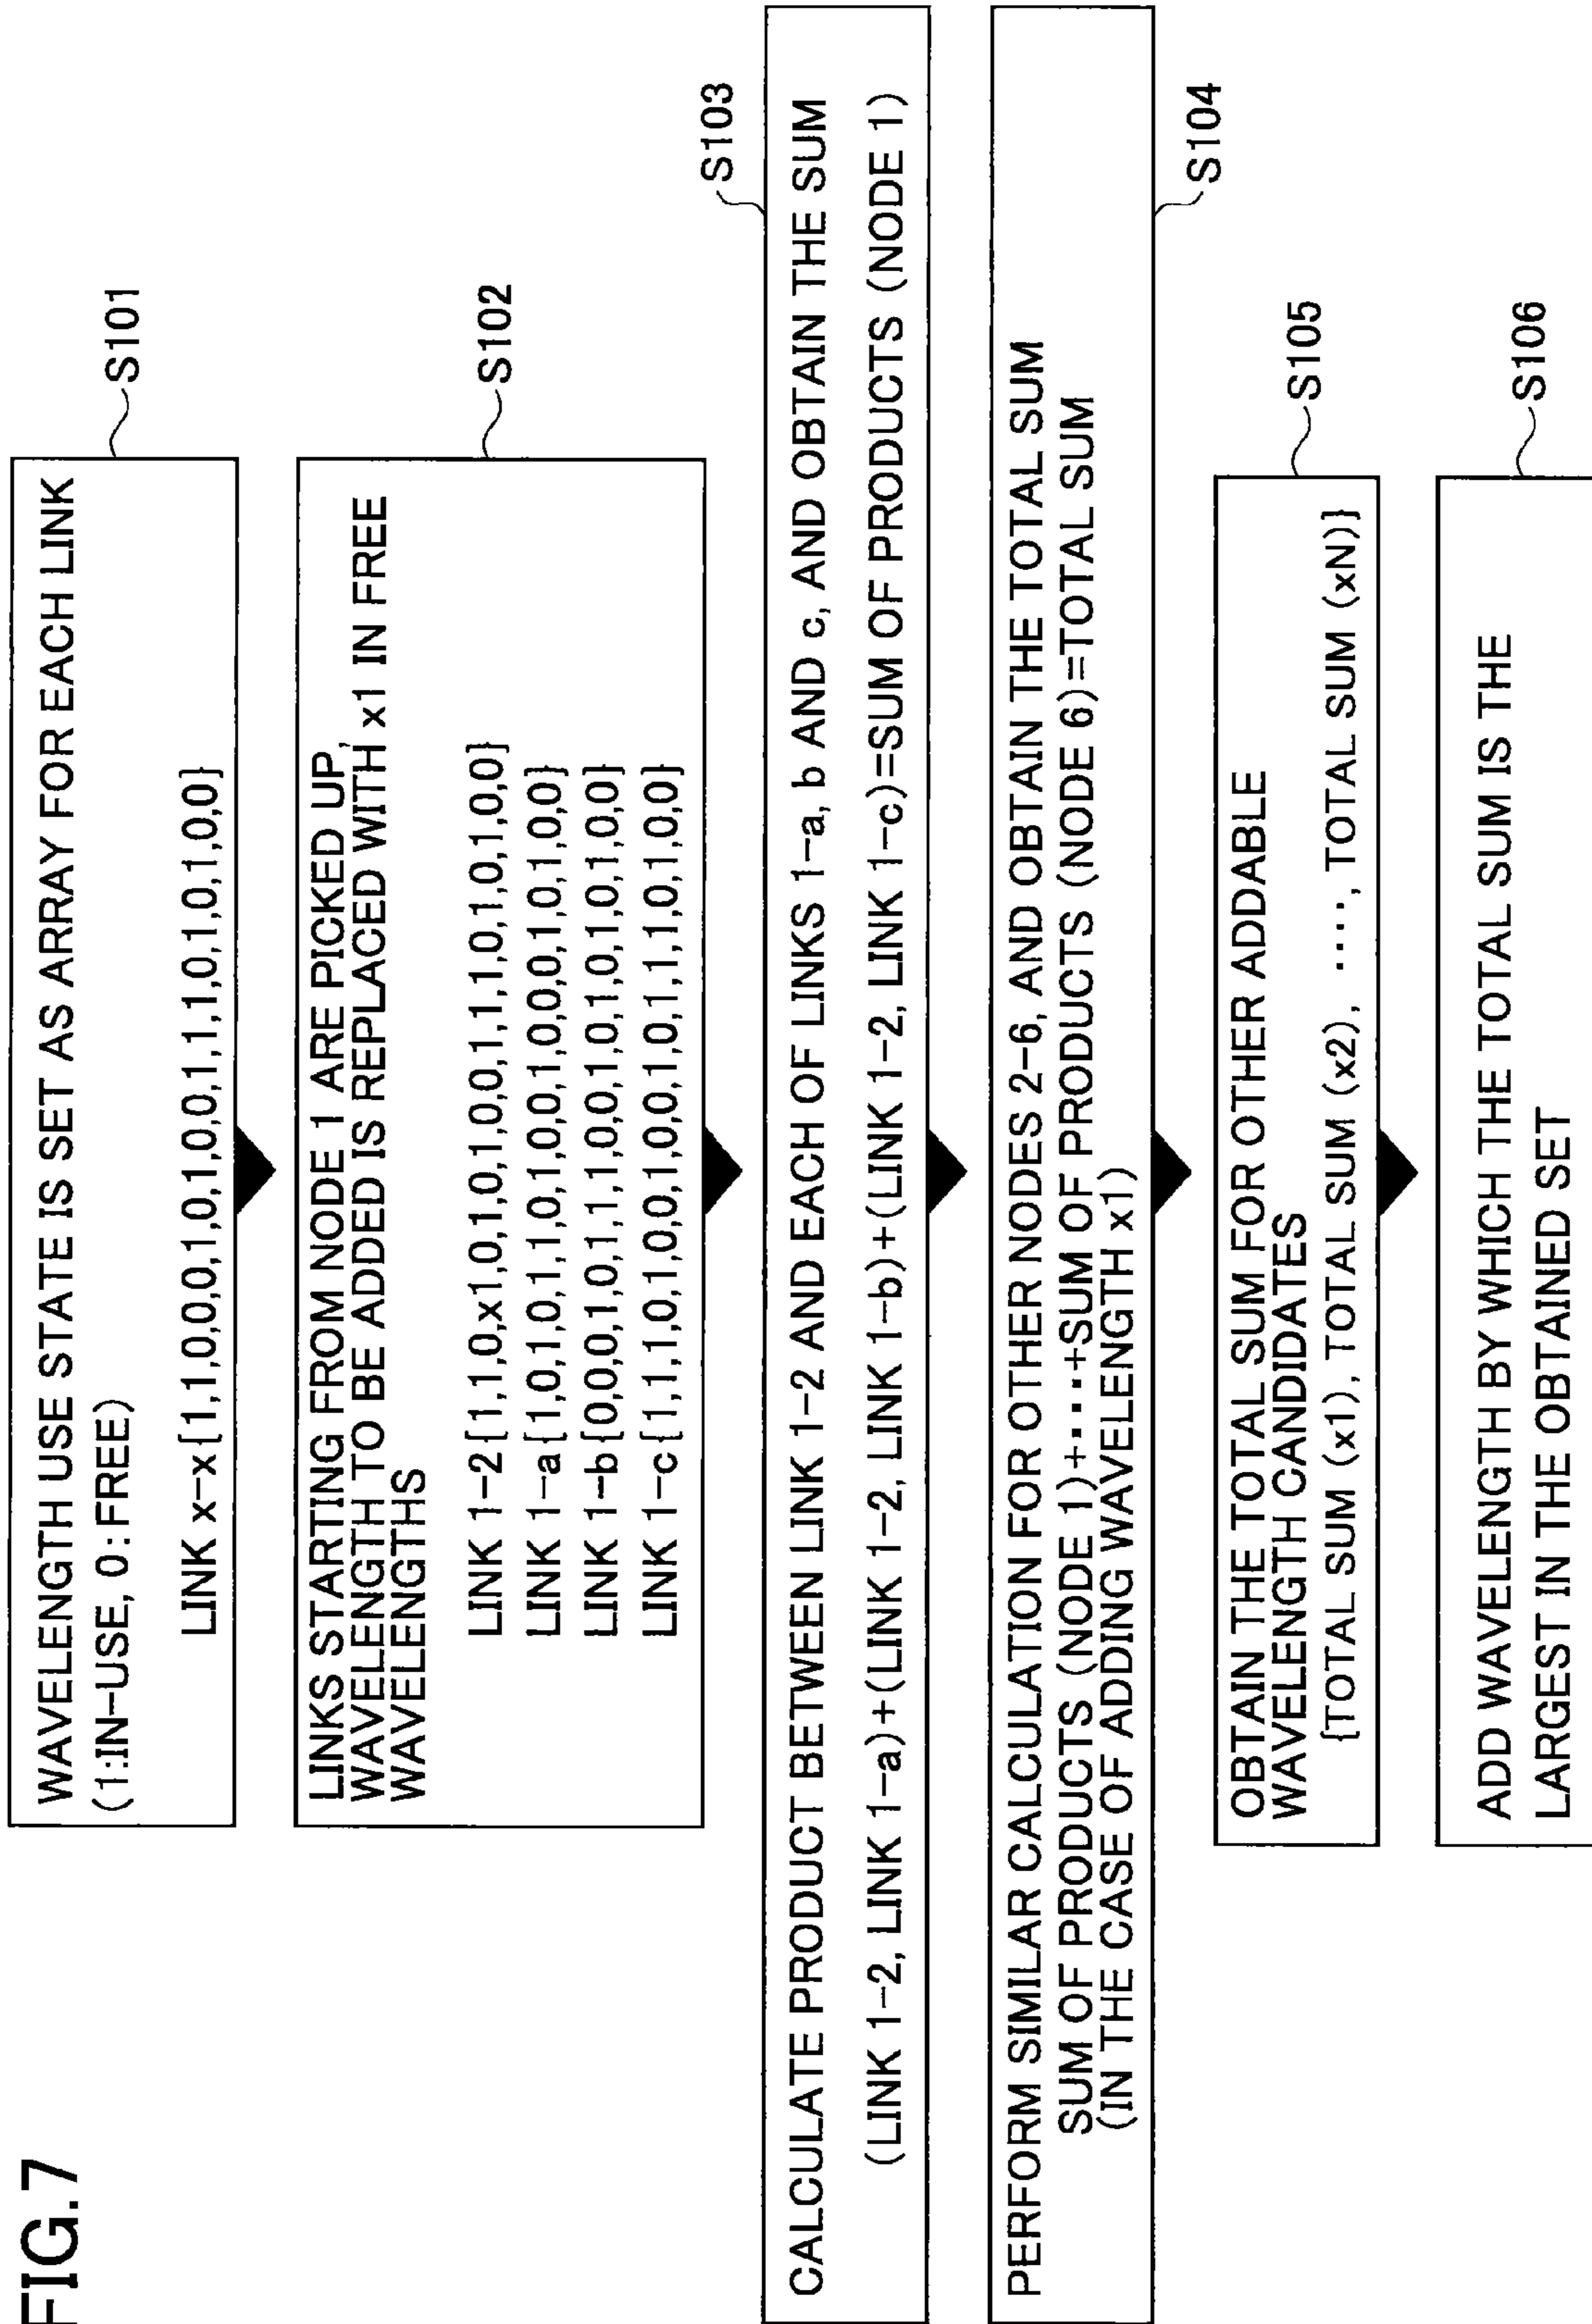 FIG.7
WAVELENGTH USE STATE IS SET AS ARRAY FOR EACH LINK
(1:IN-USE, 0:FREE)
LINK x-x{1,1,0,0,0,1,0,1,0,1,0,0,1,1,1,0,1,0,1,0,0}
S101
LINKS STARTING FROM NODE 1 ARE PICKED UP,
WAVELENGTH TO BE ADDED IS REPLACED WITH x1 IN FREE
WAVELENGTHS
LINK 1-2{1,1,0,x1,0,1,0,1,0,1,0,0,1,1,1,0,1,0,1,0,0}
LINK 1-a{1,0,1,0,1,1,0,1,0,0,1,0,0,0,1,0,1,0,0}
LINK 1-b{0,0,0,1,0,1,1,1,1,0,0,1,0,1,0,1,0,1,0,0}
LINK 1-c{1,1,1,0,1,0,0,1,0,0,1,0,1,1,1,0,1,0,0}
S102
CALCULATE PRODUCT BETWEEN LINK 1-2 AND EACH OF LINKS 1-a, b AND c, AND OBTAIN THE SUM
(LINK 1-2, LINK 1-a)+(LINK 1-2, LINK 1-b)+(LINK 1-2, LINK 1-c)=SUM OF PRODUCTS (NODE 1)
S103
PERFORM SIMILAR CALCULATION FOR OTHER NODES 2-6, AND OBTAIN THE TOTAL SUM
SUM OF PRODUCTS (NODE 1)+▪▪▪+SUM OF PRODUCTS (NODE 6)=TOTAL SUM
(IN THE CASE OF ADDING WAVELENGTH x1)
S104
OBTAIN THE TOTAL SUM FOR OTHER ADDABLE
WAVELENGTH CANDIDATES
{TOTAL SUM (x1), TOTAL SUM (x2), ····, TOTAL SUM (xN)}
S105
ADD WAVELENGTH BY WHICH THE TOTAL SUM IS THE
LARGEST IN THE OBTAINED SET
S106